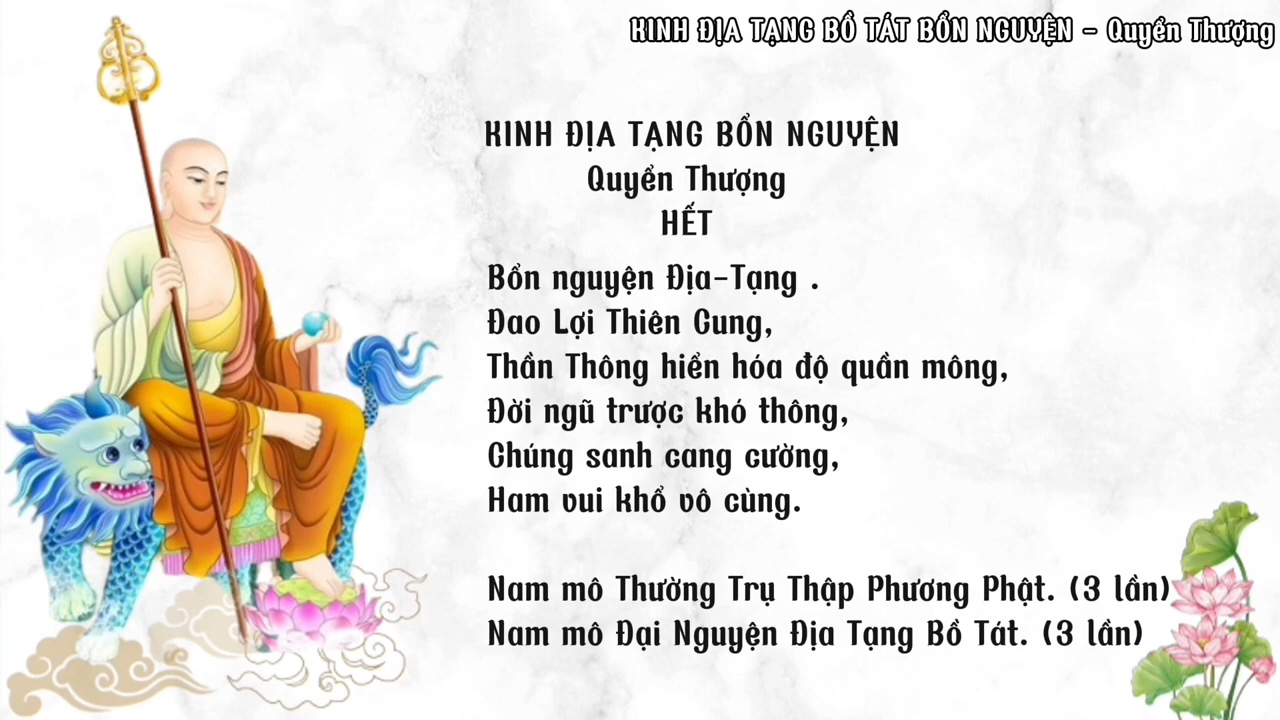 KINH ĐỊA TẠNG BỒ TÁT BỔN NGUYỆN - Quyển Thượng
KINH ĐỊA TẠNG BỔN NGUYỆN
Quyển Thượng
HẾT
Bổn nguyện Địa-Tạng .
Đao Lợi Thiên Cung,
Thần Thông hiển hóa độ quần mông,
Đời ngũ trược khó thông,
Chúng sanh cang cường,
Ham vui khổ vô cùng.
Nam mô Thường Trụ Thập Phương Phật. (3 lần)
Nam mô Đại Nguyện Địa Tạng Bồ Tát. (3 lần)